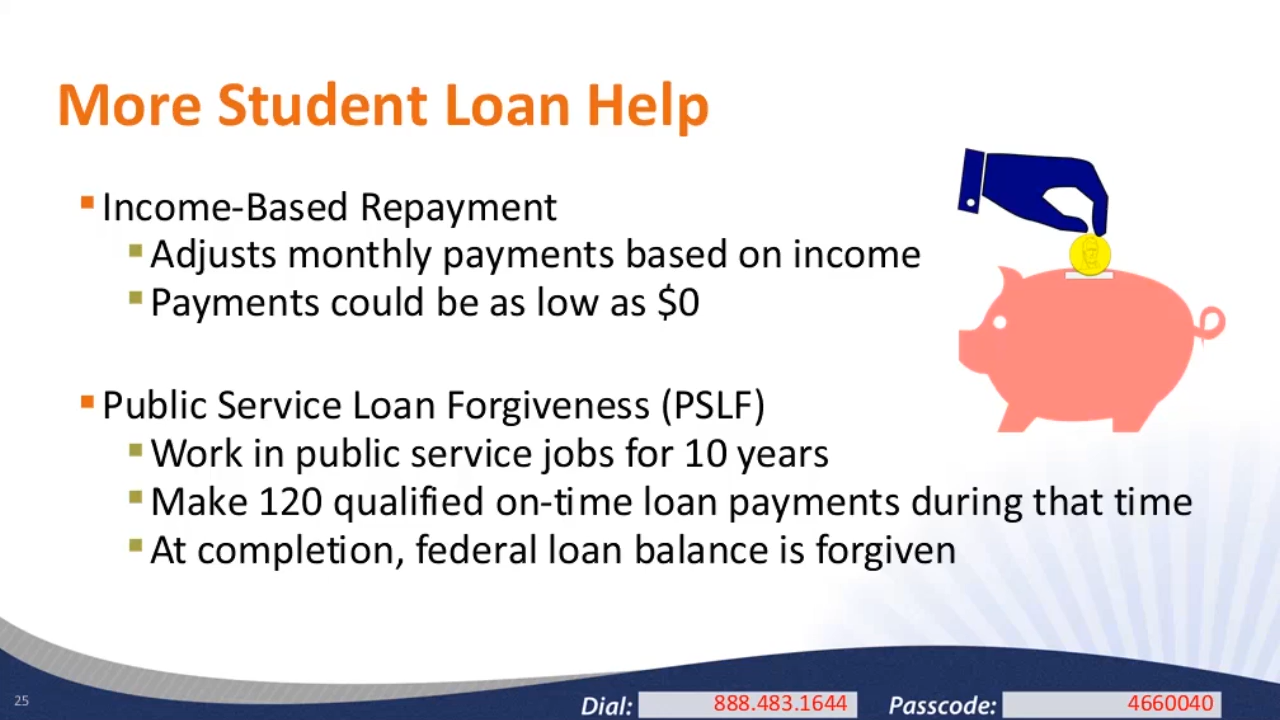 More Student Loan Help
Income-Based Repayment
Adjusts monthly payments based on income
Payments could be as low as $0
Public Service Loan Forgiveness (PSLF)
Work in public service jobs for 10 years
Make 120 qualified on-time loan payments during that time
At completion, federal loan balance is forgiven
25
Dial: 888.483.1644 Passcode: 4660040